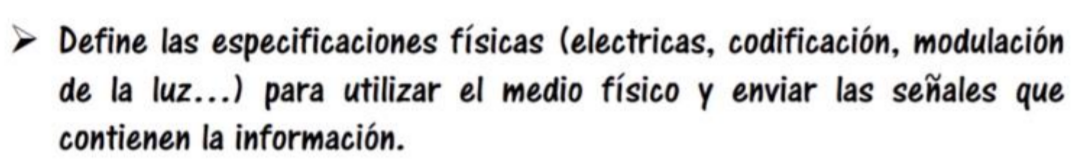 ➢ Define las especificaciones físicas (electricas, codificación, modulación
de la luz...) para utilizar el medio físico y enviar las señales que
contienen la información.